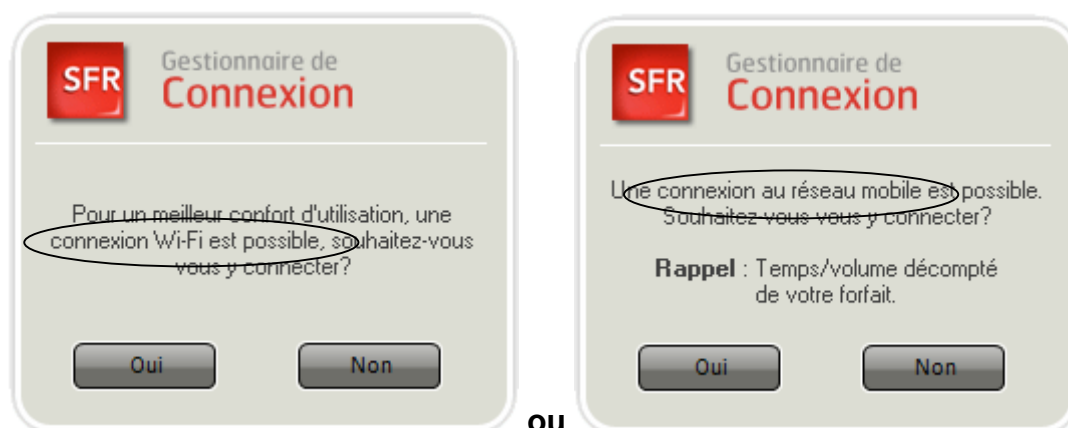 SFR
Gestionnaire de
Connexion
Pour un meilleur confort d'utilisation, une
connexion Wi-Fi est possible, souhaitez-vous
vous y connecter?
Oui Non
ou
SFR
Gestionnaire de
Connexion
Une connexion au réseau mobile est possible.
Souhaitez-vous vous y connecter?
Rappel : Temps/volume décompté
de votre forfait.
Oui Non